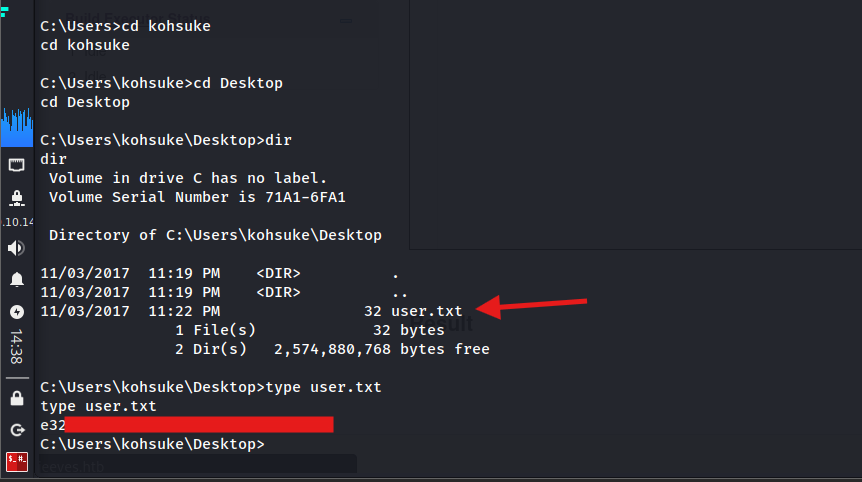 C:\Users>cd kohsuke
cd kohsuke
C:\Users\kohsuke>cd Desktop
cd Desktop
C:\Users\kohsuke\Desktop>dir
dir
Volume in drive C has no label.
Volume Serial Number is 71A1-6FA1
.10.14
Directory of C:\Users\kohsuke\Desktop
11/03/2017  11:19 PM    <DIR>          .
11/03/2017  11:19 PM    <DIR>          ..
11/03/2017  11:22 PM                32 user.txt
Result
1 File(s)             32 bytes
2 Dir(s)   2,574,880,768 bytes free
14:38
C:\Users\kohsuke\Desktop>type user.txt
type user.txt
e32
C:\Users\kohsuke\Desktop>
$_ #_
eeves.htb